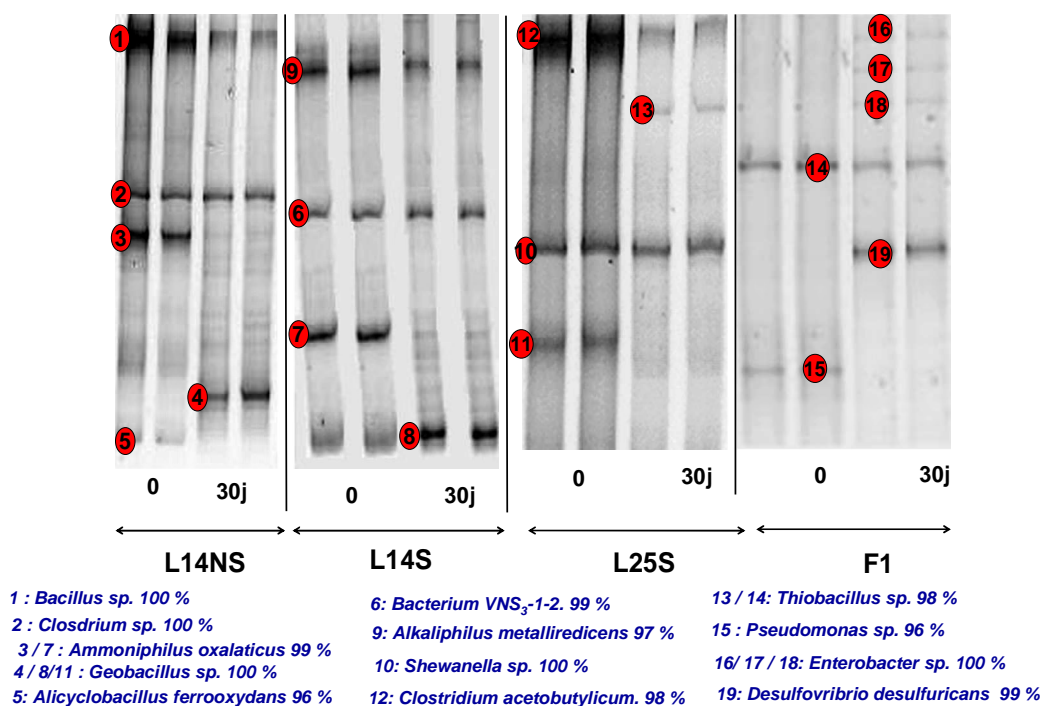 1
2
3
4
5
9
6
7
8
12
13
10
11
16
17
18
14
19
15
0 30j
0 30j
0 30j
0 30j
L14NS
L14S
L25S
F1
1 : Bacillus sp. 100 %
2 : Closdrium sp. 100 %
3 / 7 : Ammoniphilus oxalaticus 99 %
4 / 8/11 : Geobacillus sp. 100 %
5: Alicyclobacillus ferrooxydans 96 %
6: Bacterium VNS3-1-2. 99 %
9: Alkaliphilus metalliredicens 97 %
10: Shewanella sp. 100 %
12: Clostridium acetobutylicum. 98 %
13 / 14: Thiobacillus sp. 98 %
15 : Pseudomonas sp. 96 %
16/ 17 / 18: Enterobacter sp. 100 %
19: Desulfovribrio desulfuricans 99 %